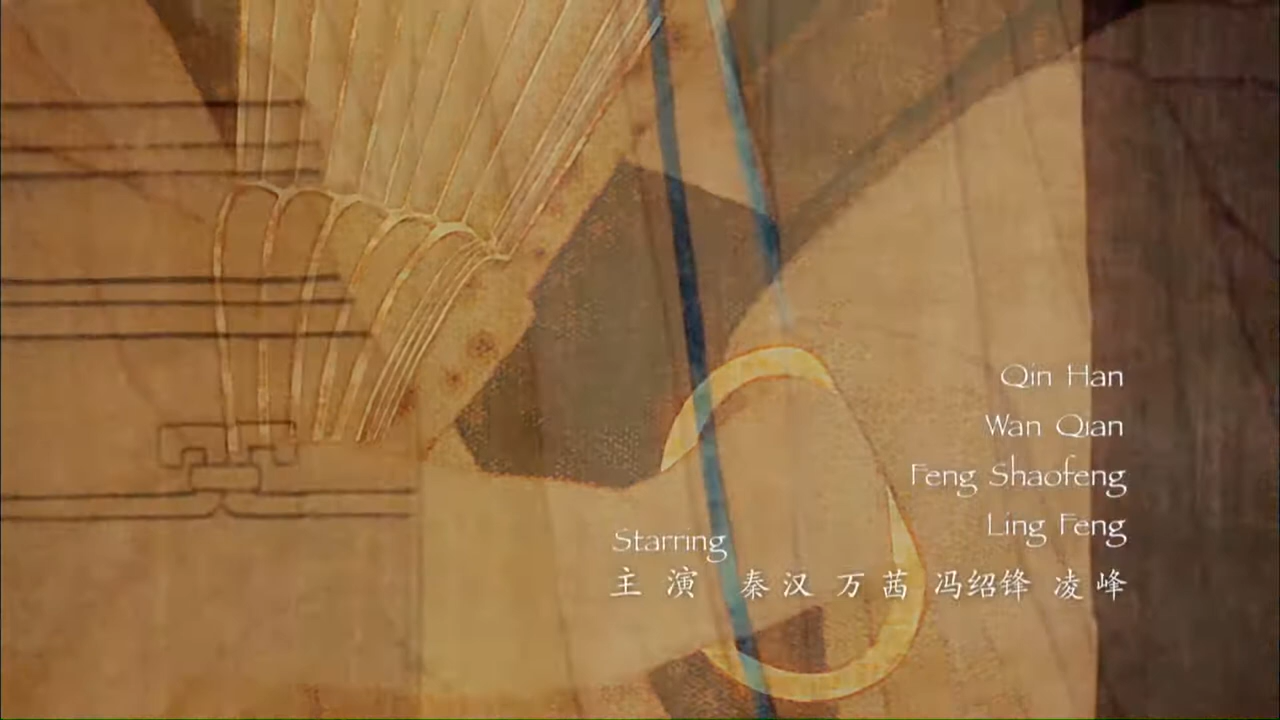 Qin Han
Wan Qian
Feng Shaofeng
Ling Feng
Starring
主 演 秦 汉 万 茜 冯绍锋 凌 峰